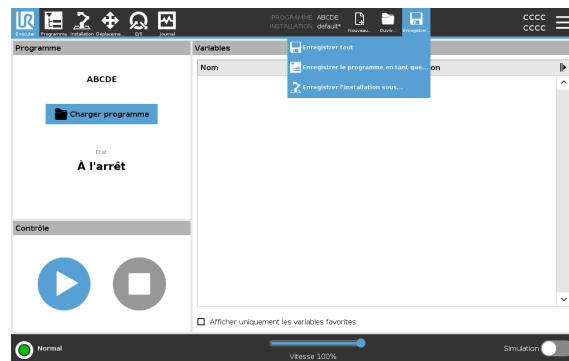 UR
PROGRAMME ABCDE
INSTALLATION default*
CCCC
CCCC
Exécuter Programme Installation Déplaceme... E/S Journal
Nouveau... Ouvrir... Enregistrer...
Programme
Variables
Enregistrer tout
Enregistrer le programme en tant que...
Enregistrer l'installation sous...
Nom
on
ABCDE
Charger programme
État
À l'arrêt
Contrôle
Afficher uniquement les variables favorites
Normal
Vitesse 100%
Simulation